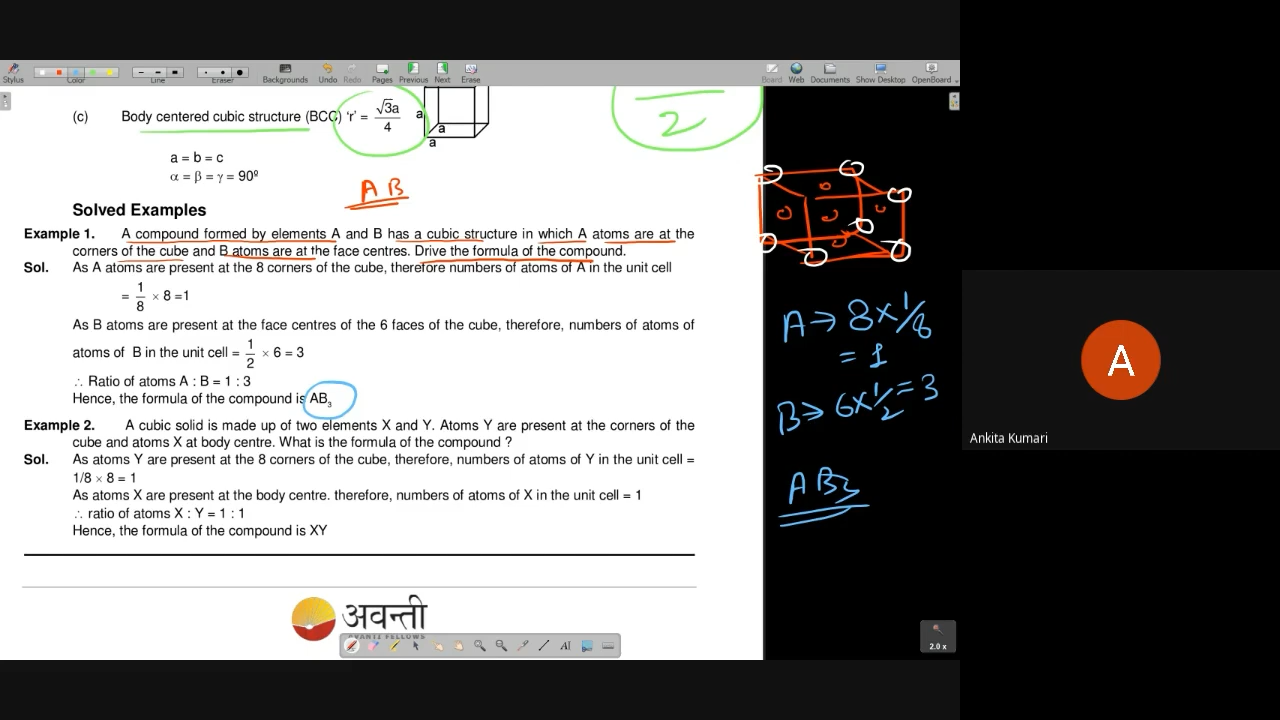 Stylus
Color
Line
Eraser
Backgrounds
Undo
Redo
Pages
Previous
Next
Erase
Board
Web
Documents
Show Desktop
OpenBoard
(c) Body centered cubic structure (BCC) 'r' = √3a/4
a
a
a
2
a = b = c
α = β = γ = 90º
A B
Solved Examples
Example 1. A compound formed by elements A and B has a cubic structure in which A atoms are at the
corners of the cube and B atoms are at the face centres. Drive the formula of the compound.
Sol. As A atoms are present at the 8 corners of the cube, therefore numbers of atoms of A in the unit cell
= 1/8 × 8 =1
As B atoms are present at the face centres of the 6 faces of the cube, therefore, numbers of atoms of
atoms of B in the unit cell = 1/2 × 6 = 3
∴ Ratio of atoms A : B = 1 : 3
Hence, the formula of the compound is AB₃
Example 2. A cubic solid is made up of two elements X and Y. Atoms Y are present at the corners of the
cube and atoms X at body centre. What is the formula of the compound ?
Sol. As atoms Y are present at the 8 corners of the cube, therefore, numbers of atoms of Y in the unit cell =
1/8 × 8 = 1
As atoms X are present at the body centre. therefore, numbers of atoms of X in the unit cell = 1
∴ ratio of atoms X : Y = 1 : 1
Hence, the formula of the compound is XY
अवन्ती
AVANTI FELLOWS
A → 8 × 1/8
= 1
B → 6 × 1/2 = 3
AB₃
2.0 x
A
Ankita Kumari